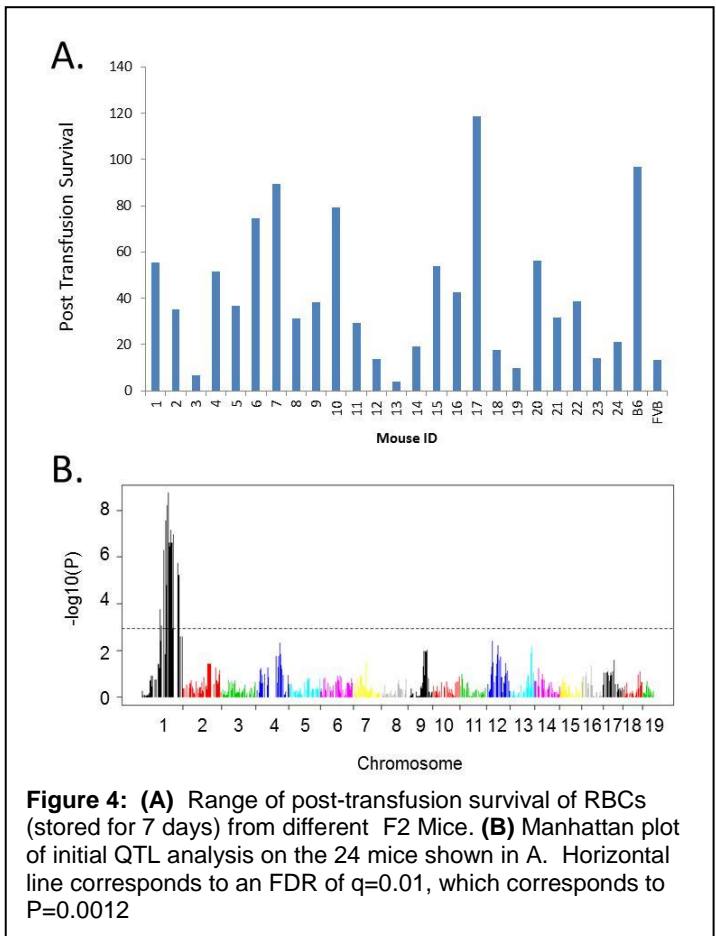 A.
140
120
100
80
60
40
20
0
Post Transfusion Survival
1 2 3 4 5 6 7 8 9 10 11 12 13 14 15 16 17 18 19 20 21 22 23 24 B6 FVB
Mouse ID
B.
8
6
4
2
0
-log10(P)
1 2 3 4 5 6 7 8 9 10 11 12 13 14 15 16 17 18 19
Chromosome
Figure 4: (A) Range of post-transfusion survival of RBCs
(stored for 7 days) from different F2 Mice. (B) Manhattan plot
of initial QTL analysis on the 24 mice shown in A. Horizontal
line corresponds to an FDR of q=0.01, which corresponds to
P=0.0012